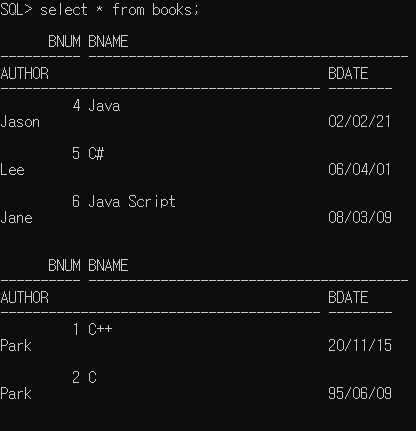 SQL> select * from books;
BNUM BNAME
---------- ----------------------------------------
AUTHOR BDATE
---------------------------------------- --------
4 Java
Jason 02/02/21
5 C#
Lee 06/04/01
6 Java Script
Jane 08/03/09
BNUM BNAME
---------- ----------------------------------------
AUTHOR BDATE
---------------------------------------- --------
1 C++
Park 20/11/15
2 C
Park 95/06/09